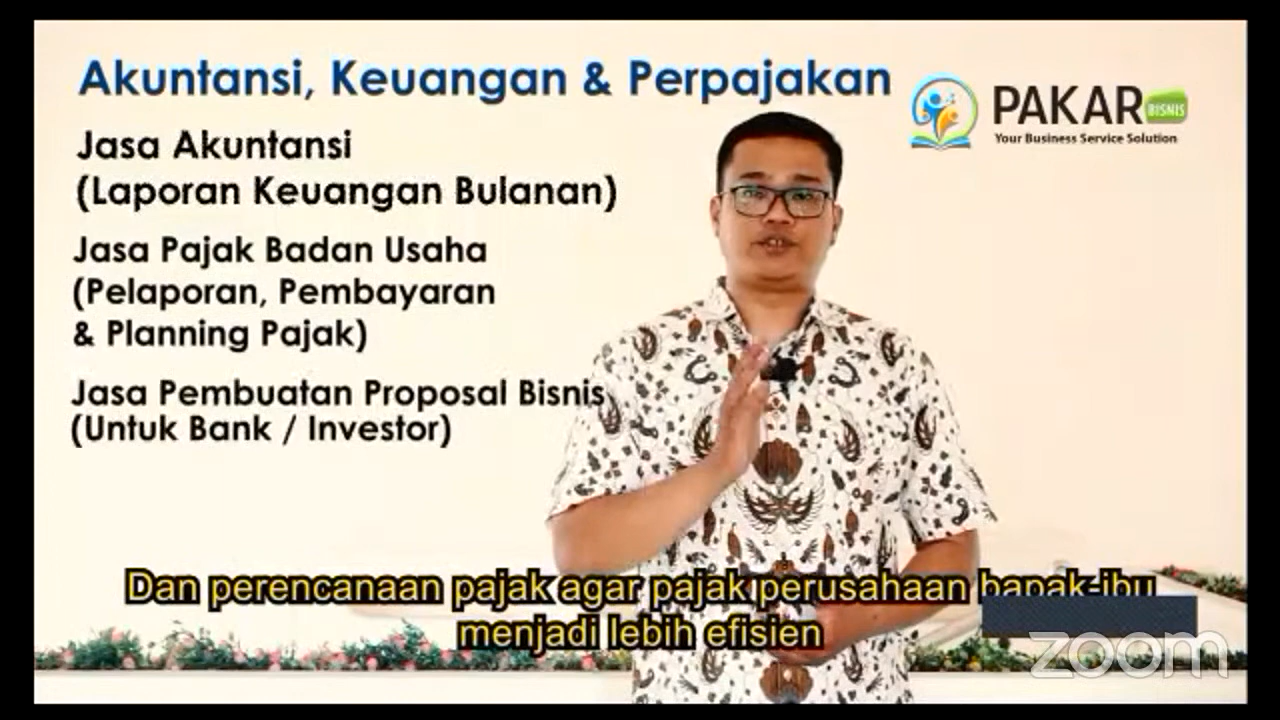 Akuntansi, Keuangan & Perpajakan
PAKAR
BISNIS
Your Business Service Solution
Jasa Akuntansi
(Laporan Keuangan Bulanan)
Jasa Pajak Badan Usaha
(Pelaporan, Pembayaran
& Planning Pajak)
Jasa Pembuatan Proposal Bisnis
(Untuk Bank / Investor)
Dan perencanaan pajak agar pajak perusahaan bapak-ibu
menjadi lebih efisien
zoom